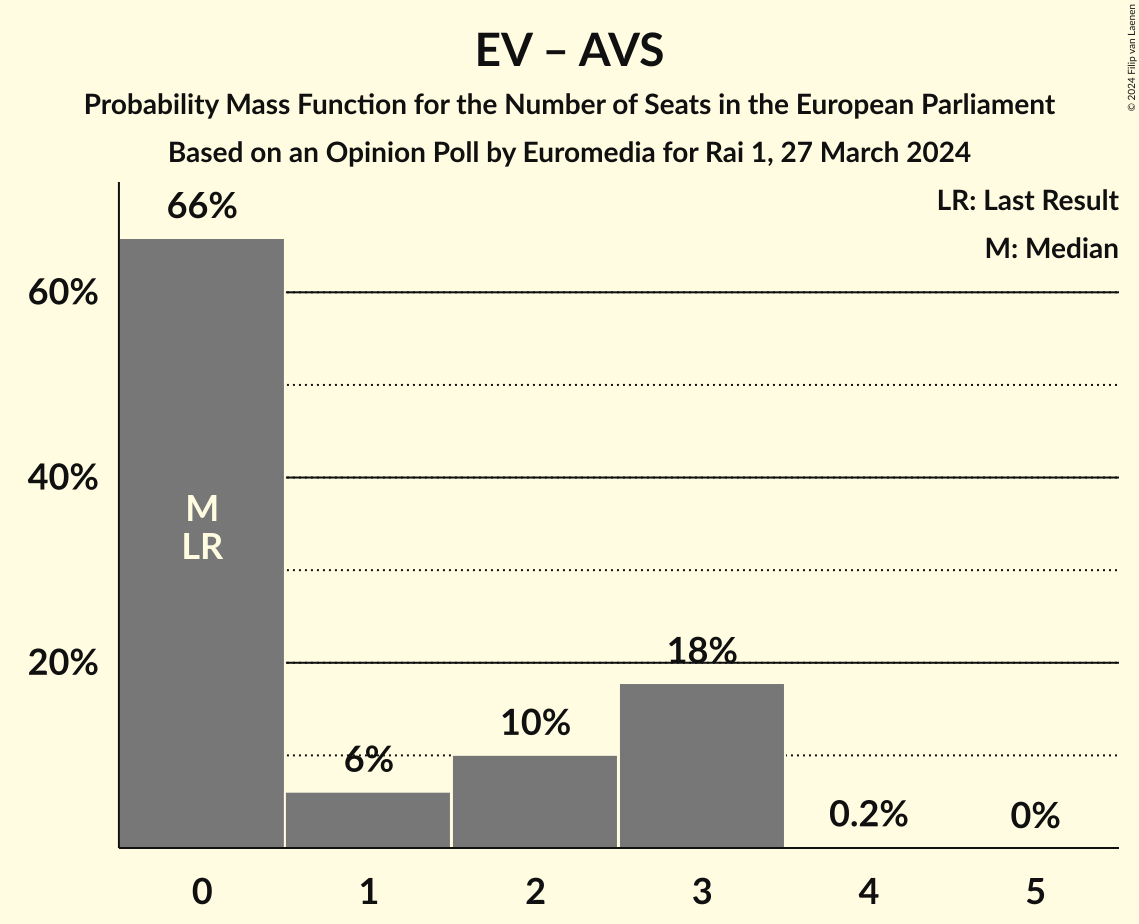 EV – AVS
Probability Mass Function for the Number of Seats in the European Parliament
Based on an Opinion Poll by Euromedia for Rai 1, 27 March 2024
© 2024 Filip van Laenen
LR: Last Result
M: Median
66%
60%
40%
20%
M
LR
6%
10%
18%
0.2%
0%
0
1
2
3
4
5